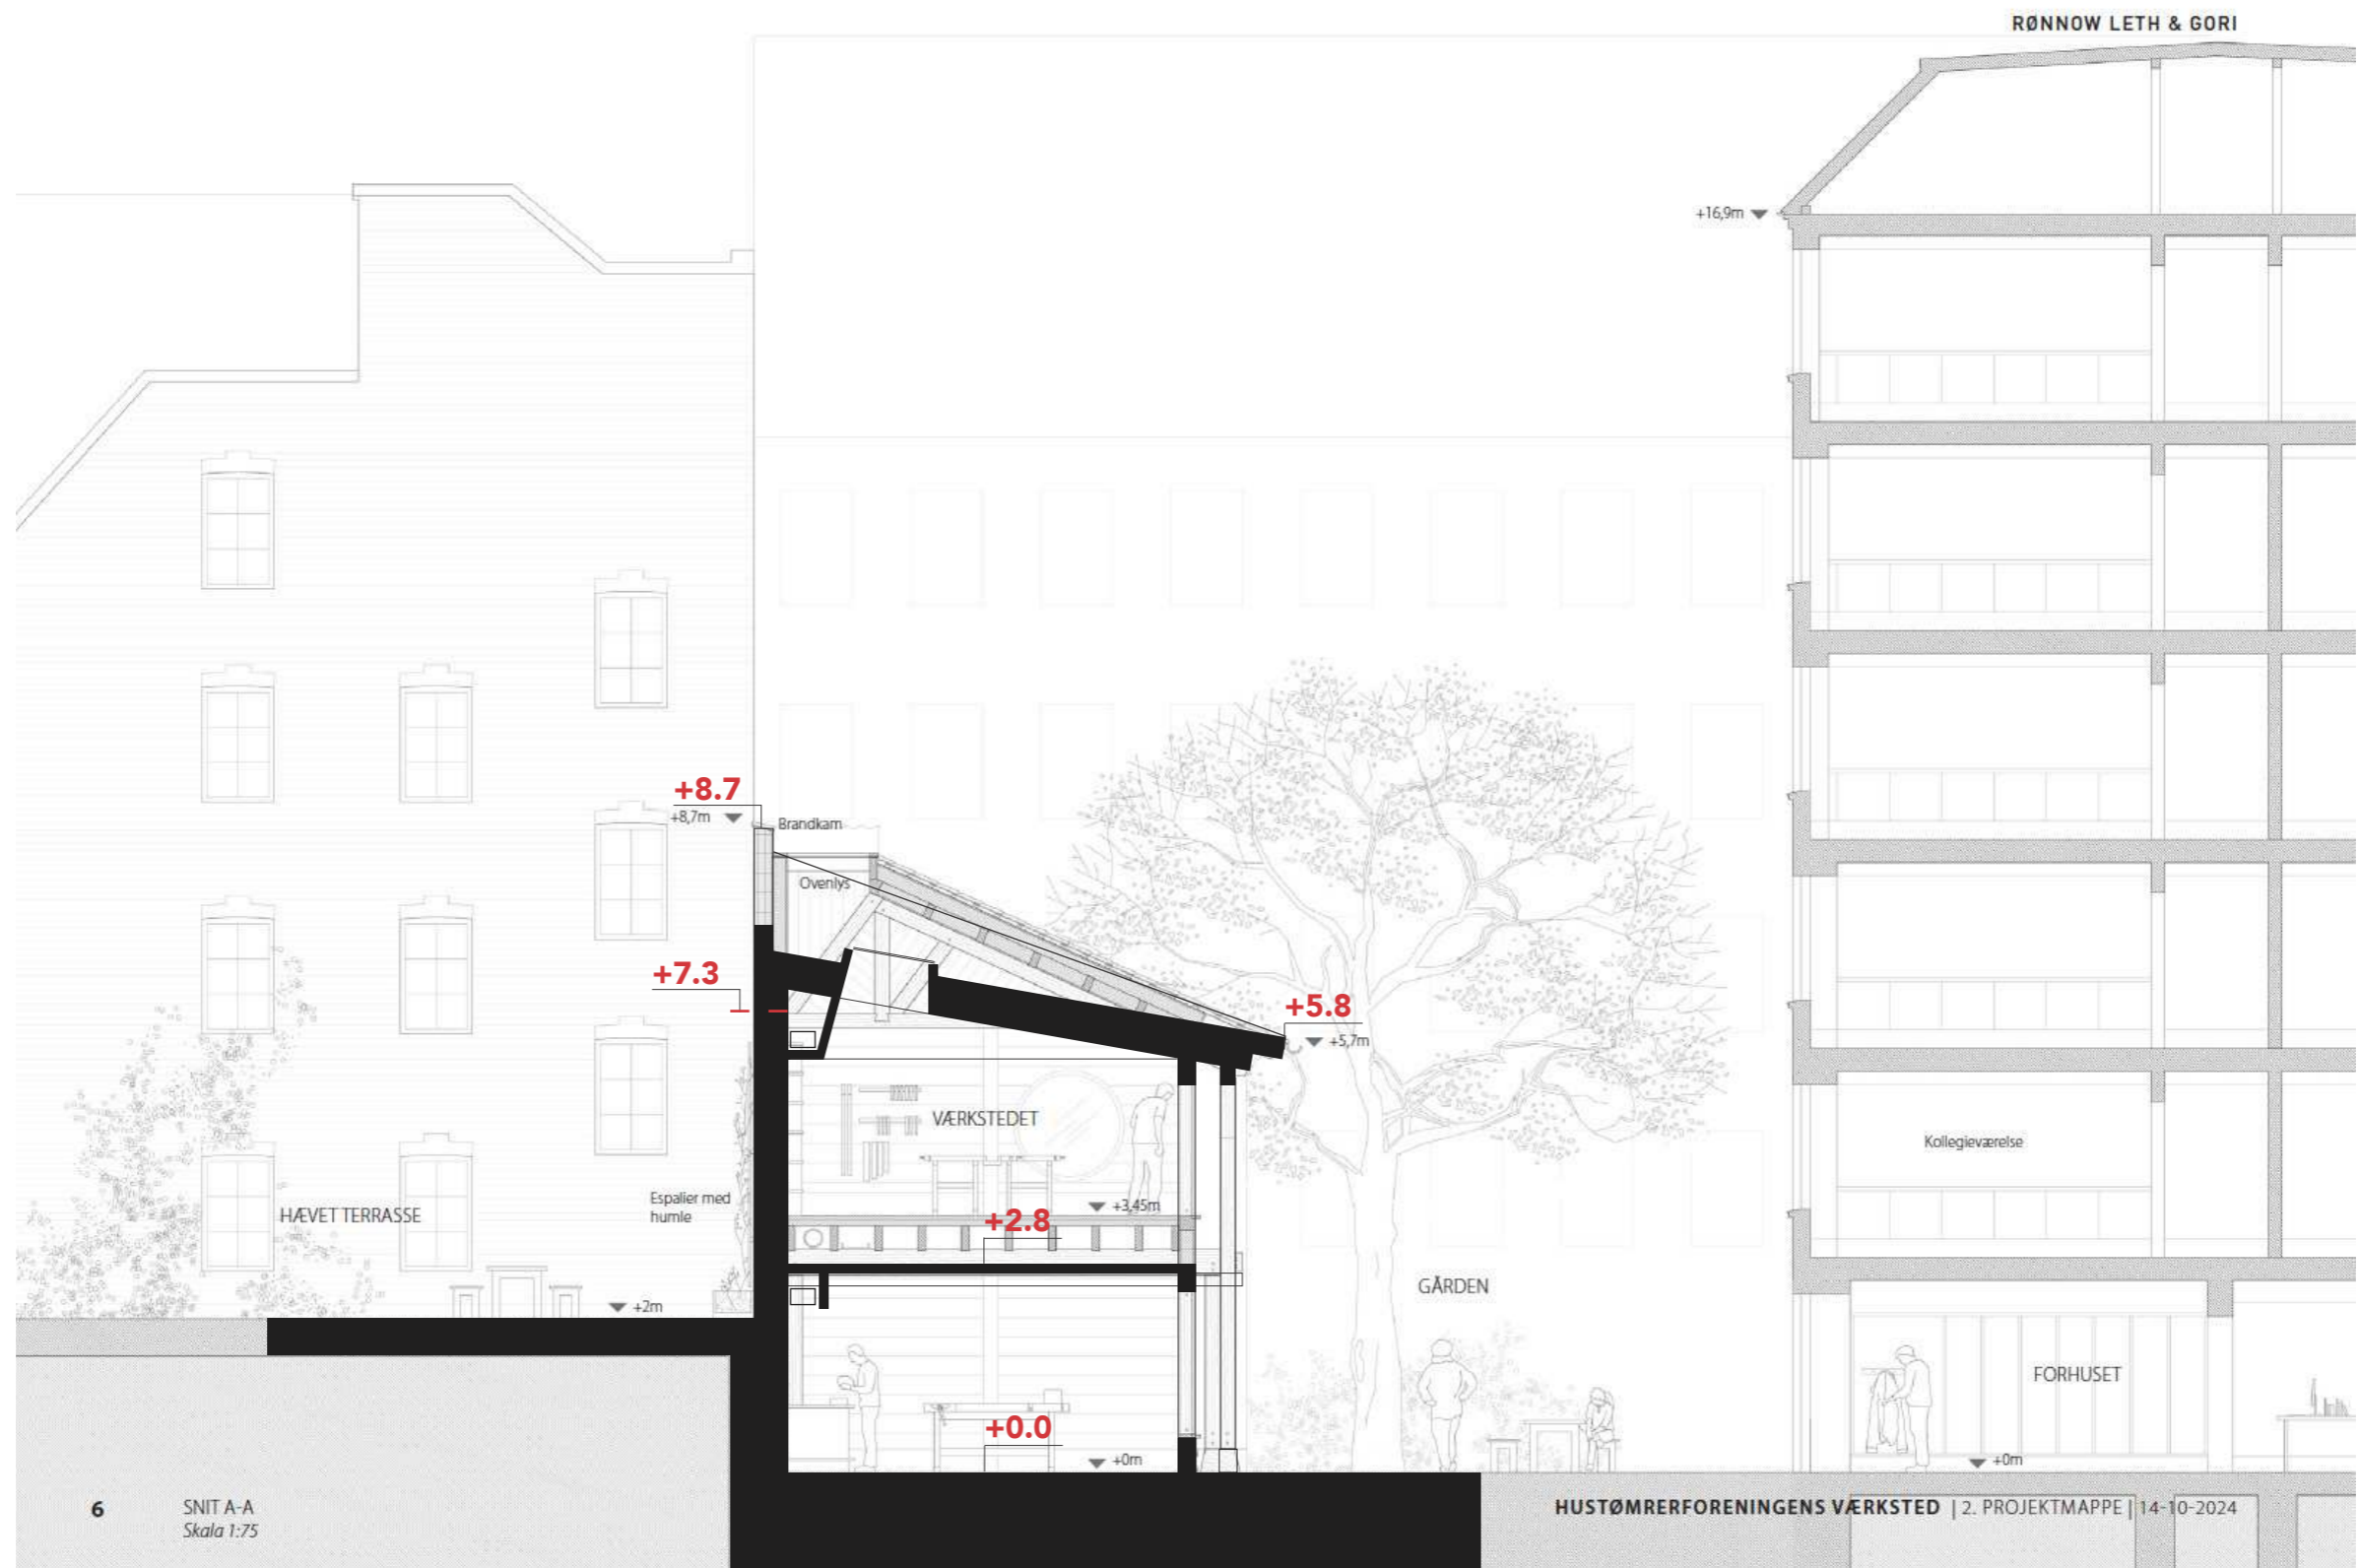 RØNNOW LETH & GORI
+16,9m
+8.7
+8,7m
Brandkam
Ovenlys
+7.3
+5.8
+5,7m
VÆRKSTEDET
Kollegieværelse
Espalier med
humle
HÆVET TERRASSE
+3,45m
+2.8
GÅRDEN
+2m
FORHUSET
+0.0
+0m
+0m
6
SNIT A-A
Skala 1:75
HUSTØMRERFORENINGENS VÆRKSTED | 2. PROJEKTMAPPE | 14-10-2024